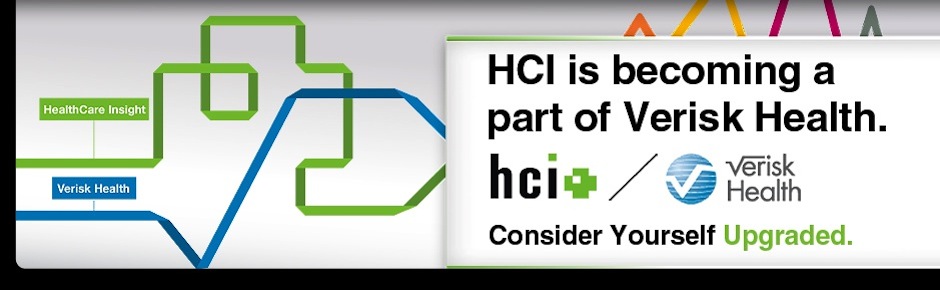 HealthCare Insight
Verisk Health
HCI is becoming a
part of Verisk Health.
hci
Verisk
Health
Consider Yourself Upgraded.